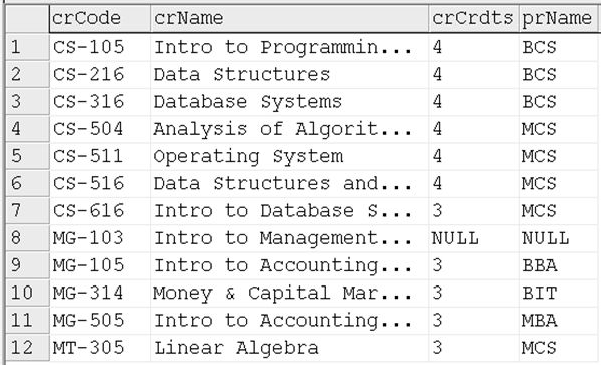 crCode crName crCrdts prName
1 CS-105 Intro to Programmin... 4 BCS
2 CS-216 Data Structures 4 BCS
3 CS-316 Database Systems 4 BCS
4 CS-504 Analysis of Algorit... 4 MCS
5 CS-511 Operating System 4 MCS
6 CS-516 Data Structures and... 4 MCS
7 CS-616 Intro to Database S... 3 MCS
8 MG-103 Intro to Management... NULL NULL
9 MG-105 Intro to Accounting... 3 BBA
10 MG-314 Money & Capital Mar... 3 BIT
11 MG-505 Intro to Accounting... 3 MBA
12 MT-305 Linear Algebra 3 MCS